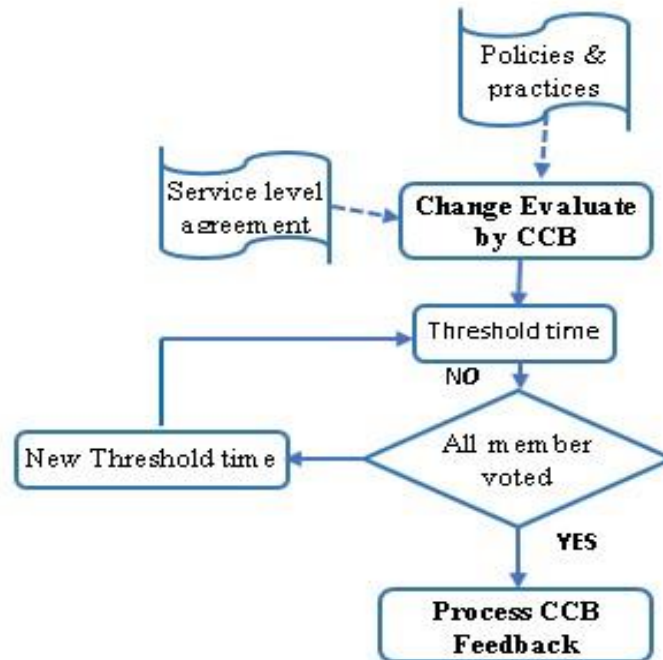 Policies &
practices
Service level
agreement
Change Evaluate
by CCB
Threshold time
NO
All member
voted
New Threshold time
YES
Process CCB
Feedback